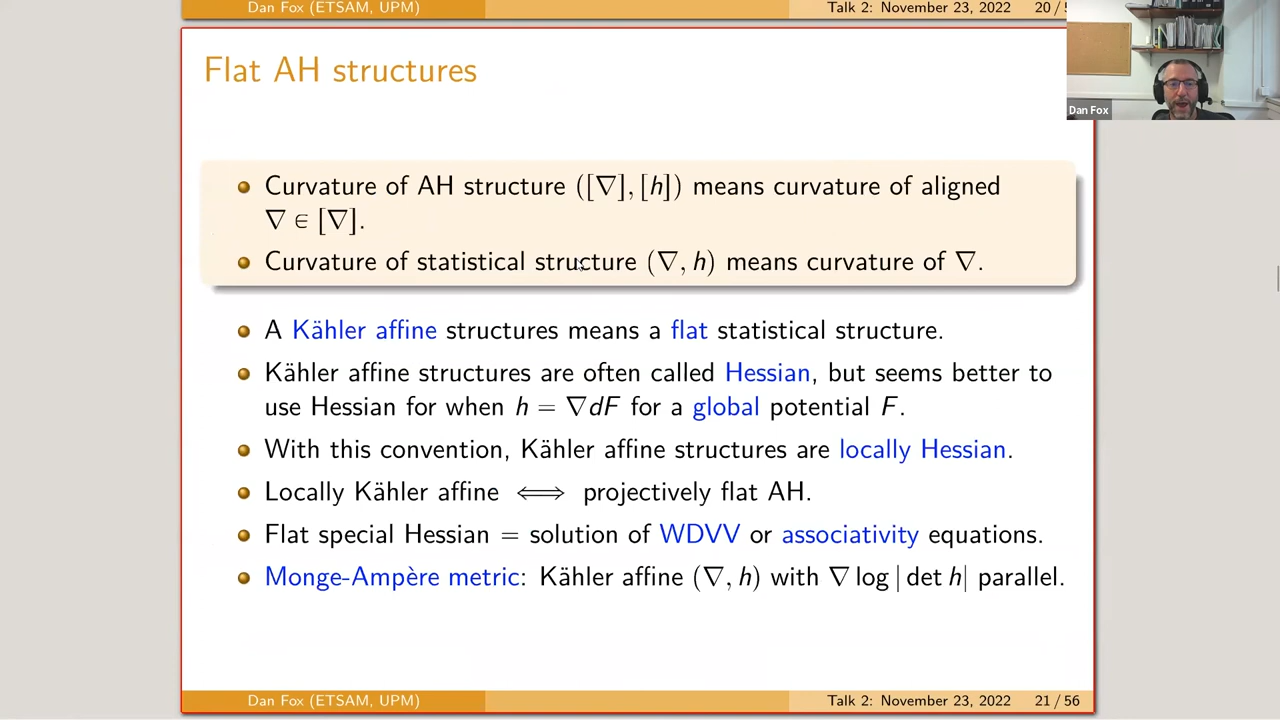 Dan Fox (ETSAM, UPM) Talk 2: November 23, 2022 20 / 5
Flat AH structures
Dan Fox
Curvature of AH structure ([∇], [h]) means curvature of aligned
∇ ∈ [∇].
Curvature of statistical structure (∇, h) means curvature of ∇.
A Kähler affine structures means a flat statistical structure.
Kähler affine structures are often called Hessian, but seems better to
use Hessian for when h = ∇dF for a global potential F.
With this convention, Kähler affine structures are locally Hessian.
Locally Kähler affine ⟺ projectively flat AH.
Flat special Hessian = solution of WDVV or associativity equations.
Monge-Ampère metric: Kähler affine (∇, h) with ∇ log | det h| parallel.
Dan Fox (ETSAM, UPM) Talk 2: November 23, 2022 21 / 56